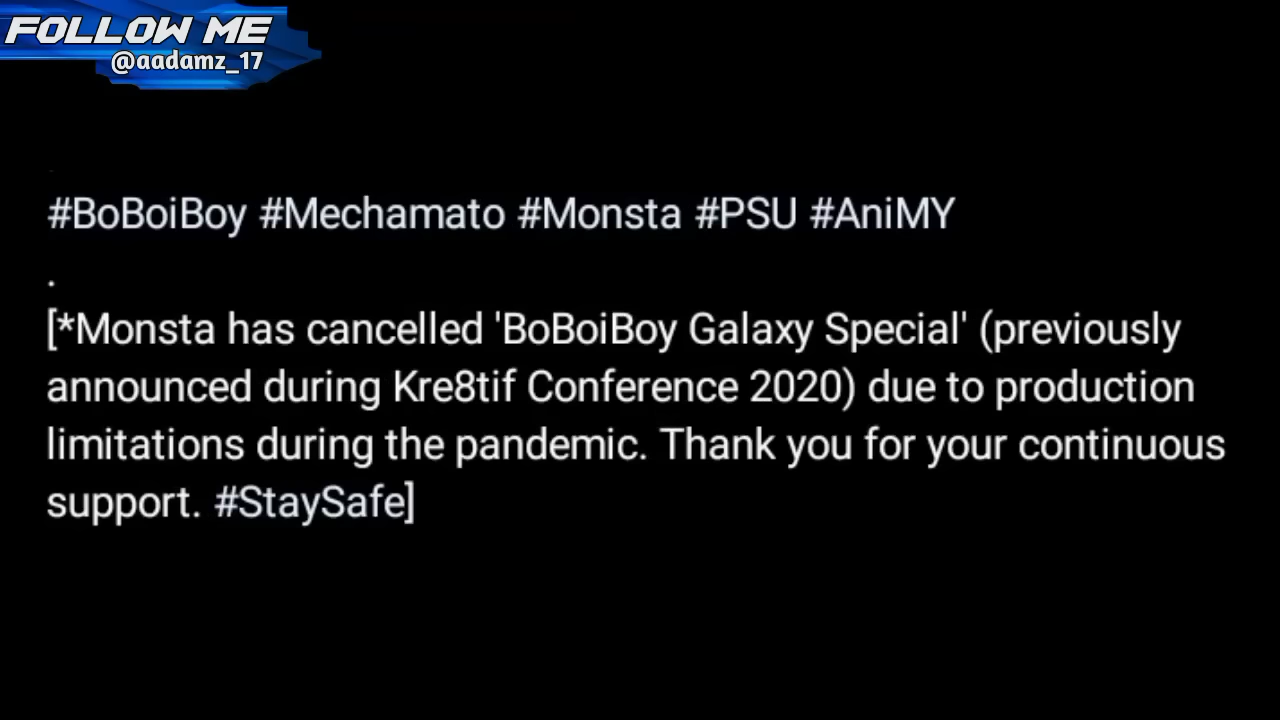 FOLLOW ME
@aadamz_17
#BoBoiBoy #Mechamato #Monsta #PSU #AniMY
.
[*Monsta has cancelled 'BoBoiBoy Galaxy Special' (previously
announced during Kre8tif Conference 2020) due to production
limitations during the pandemic. Thank you for your continuous
support. #StaySafe]